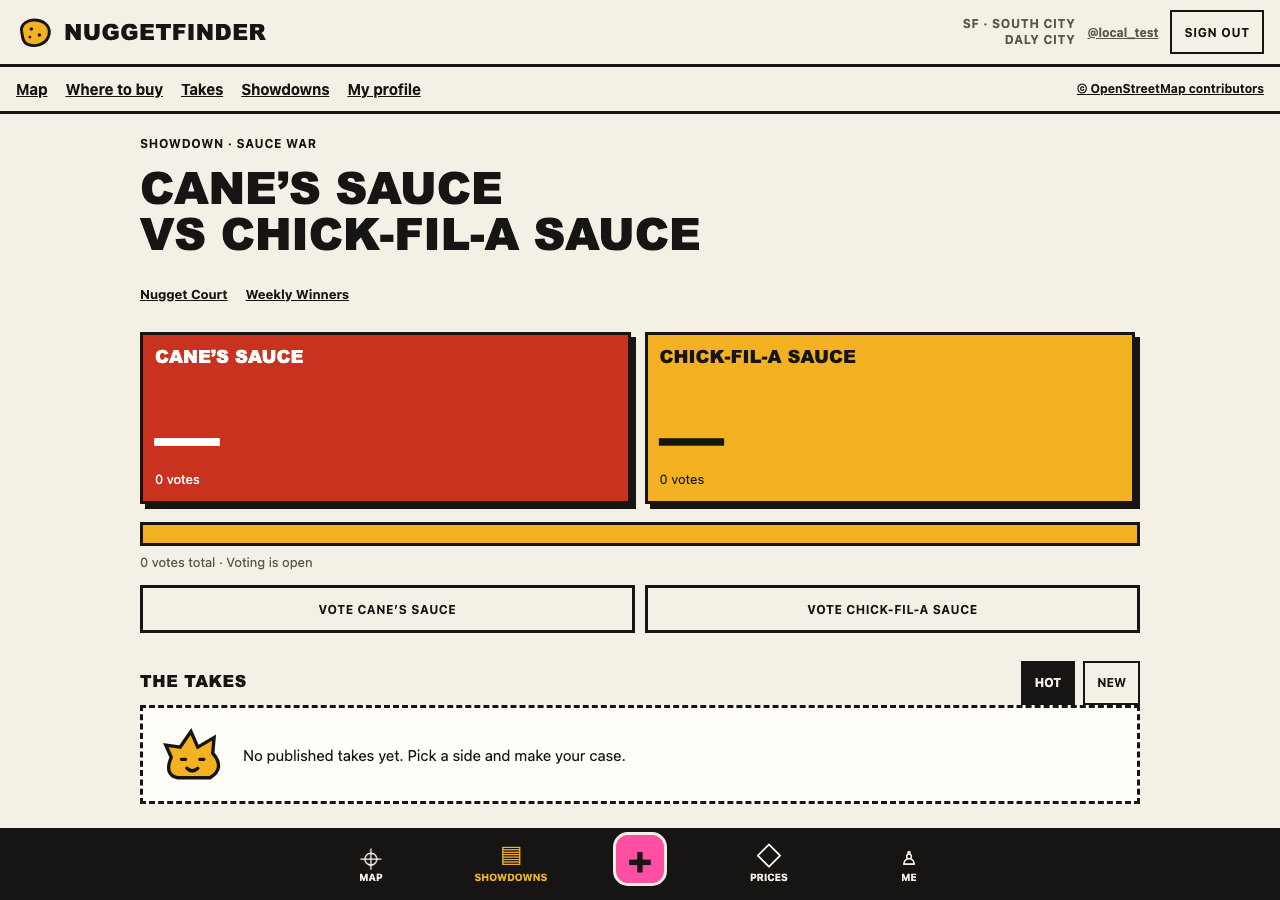 NUGGETFINDER
SF · SOUTH CITY
DALY CITY
@local_test
SIGN OUT
Map Where to buy Takes Showdowns My profile
© OpenStreetMap contributors
SHOWDOWN · SAUCE WAR
CANE’S SAUCE
VS CHICK-FIL-A SAUCE
Nugget Court Weekly Winners
CANE’S SAUCE
—
0 votes
CHICK-FIL-A SAUCE
—
0 votes
0 votes total · Voting is open
VOTE CANE’S SAUCE
VOTE CHICK-FIL-A SAUCE
THE TAKES
HOT
NEW
No published takes yet. Pick a side and make your case.
MAP
SHOWDOWNS
+
PRICES
ME